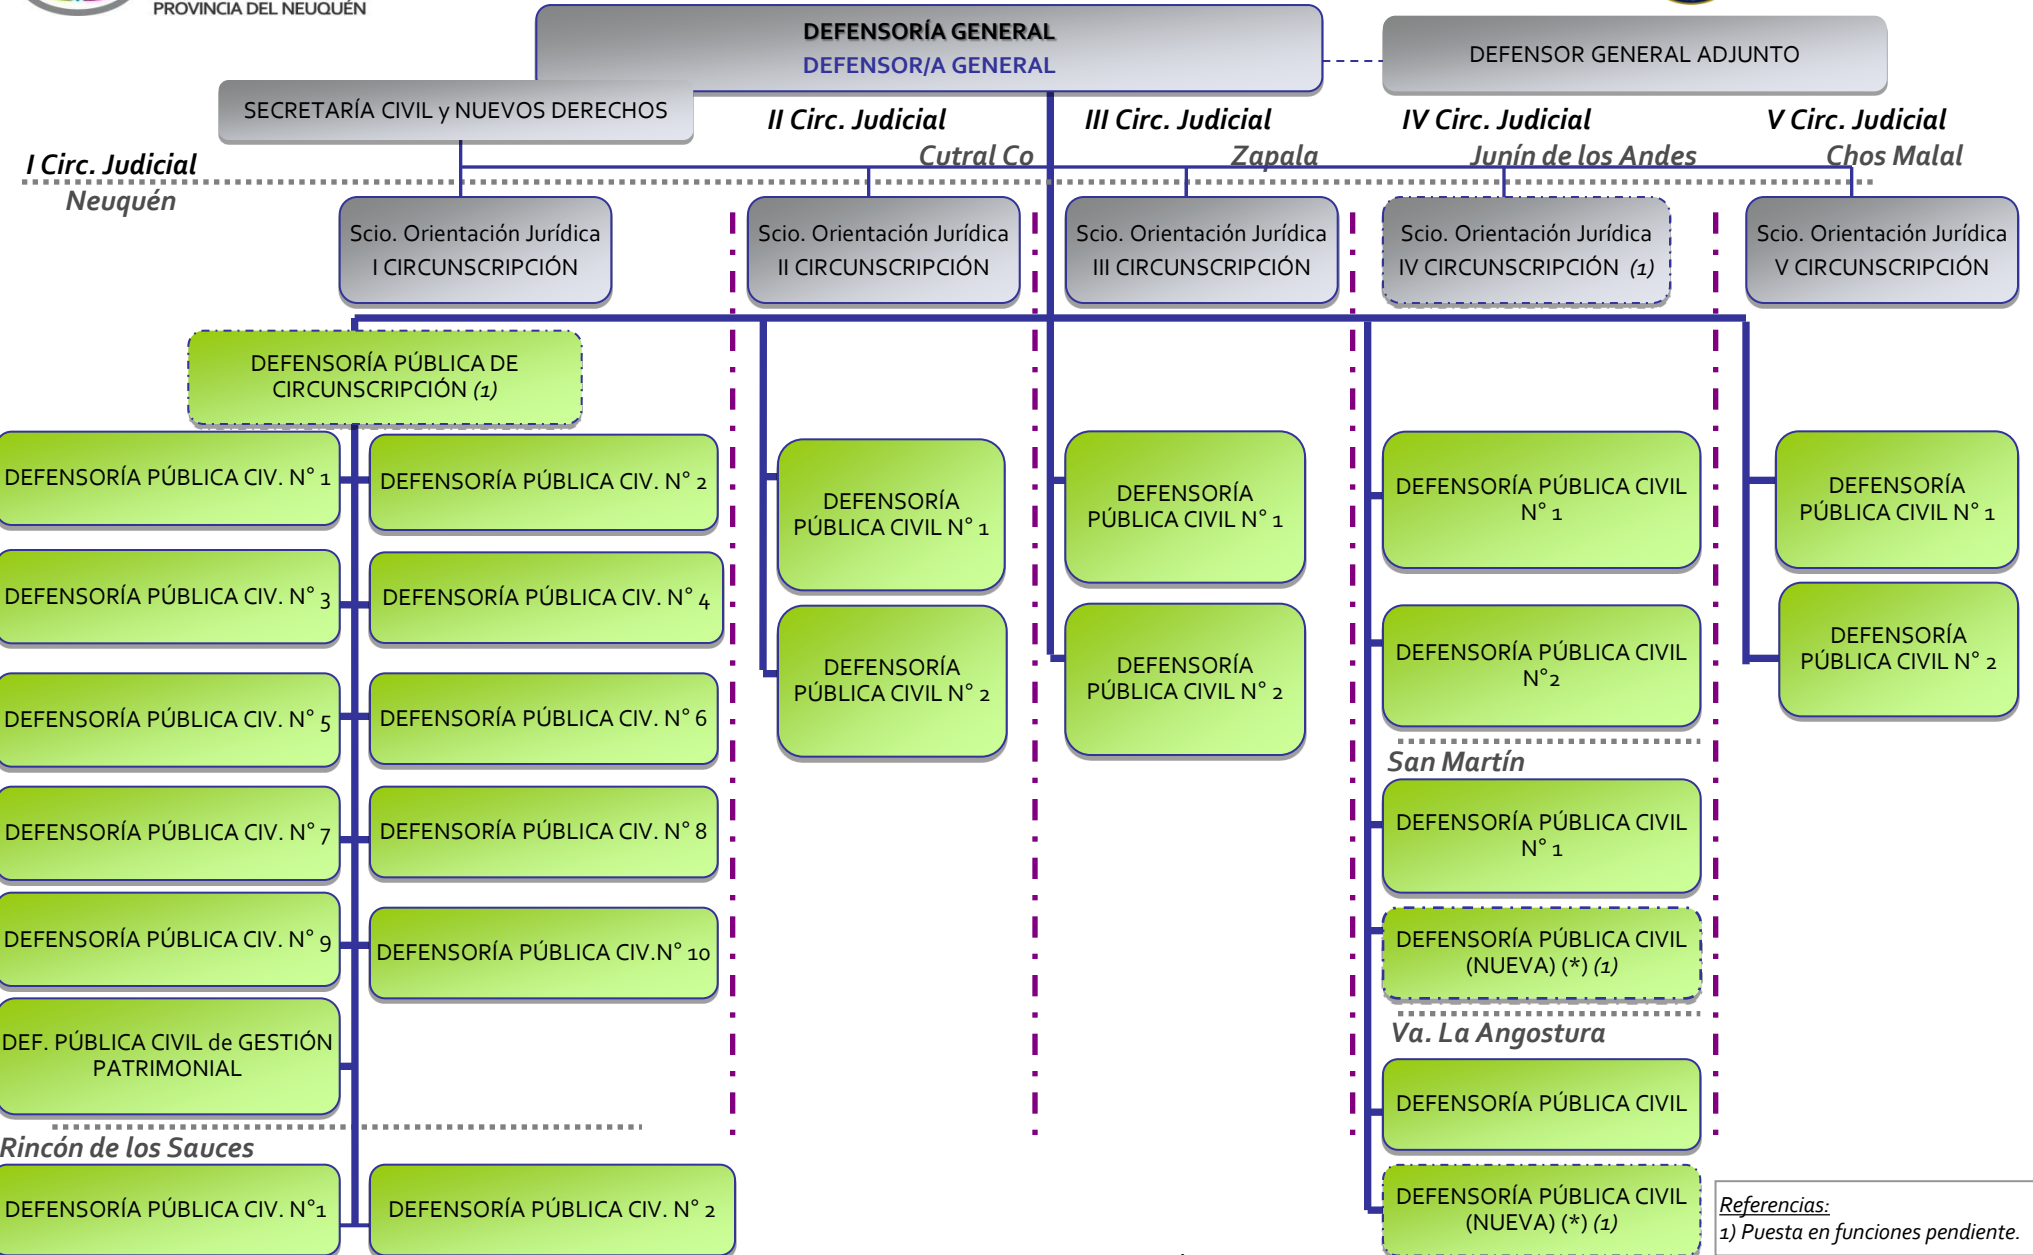 PROVINCIA DEL NEUQUÉN
DEFENSORÍA GENERAL
DEFENSOR/A GENERAL
DEFENSOR GENERAL ADJUNTO
SECRETARÍA CIVIL y NUEVOS DERECHOS
I Circ. Judicial
Neuquén
II Circ. Judicial
Cutral Co
III Circ. Judicial
Zapala
IV Circ. Judicial
Junín de los Andes
V Circ. Judicial
Chos Malal
Scio. Orientación Jurídica
I CIRCUNSCRIPCIÓN
Scio. Orientación Jurídica
II CIRCUNSCRIPCIÓN
Scio. Orientación Jurídica
III CIRCUNSCRIPCIÓN
Scio. Orientación Jurídica
IV CIRCUNSCRIPCIÓN (1)
Scio. Orientación Jurídica
V CIRCUNSCRIPCIÓN
DEFENSORÍA PÚBLICA DE
CIRCUNSCRIPCIÓN (1)
DEFENSORÍA PÚBLICA CIV. N° 1
DEFENSORÍA PÚBLICA CIV. N° 2
DEFENSORÍA PÚBLICA CIV. N° 3
DEFENSORÍA PÚBLICA CIV. N° 4
DEFENSORÍA PÚBLICA CIV. N° 5
DEFENSORÍA PÚBLICA CIV. N° 6
DEFENSORÍA PÚBLICA CIV. N° 7
DEFENSORÍA PÚBLICA CIV. N° 8
DEFENSORÍA PÚBLICA CIV. N° 9
DEFENSORÍA PÚBLICA CIV.N° 10
DEF. PÚBLICA CIVIL de GESTIÓN
PATRIMONIAL
Rincón de los Sauces
DEFENSORÍA PÚBLICA CIV. N°1
DEFENSORÍA PÚBLICA CIV. N° 2
DEFENSORÍA
PÚBLICA CIVIL N° 1
DEFENSORÍA
PÚBLICA CIVIL N° 2
DEFENSORÍA
PÚBLICA CIVIL N° 1
DEFENSORÍA
PÚBLICA CIVIL N° 2
DEFENSORÍA PÚBLICA CIVIL
N° 1
DEFENSORÍA PÚBLICA CIVIL
N°2
San Martín
DEFENSORÍA PÚBLICA CIVIL
N° 1
DEFENSORÍA PÚBLICA CIVIL
(NUEVA) (*) (1)
Va. La Angostura
DEFENSORÍA PÚBLICA CIVIL
DEFENSORÍA PÚBLICA CIVIL
(NUEVA) (*) (1)
DEFENSORÍA
PÚBLICA CIVIL N° 1
DEFENSORÍA
PÚBLICA CIVIL N° 2
Referencias:
1) Puesta en funciones pendiente.